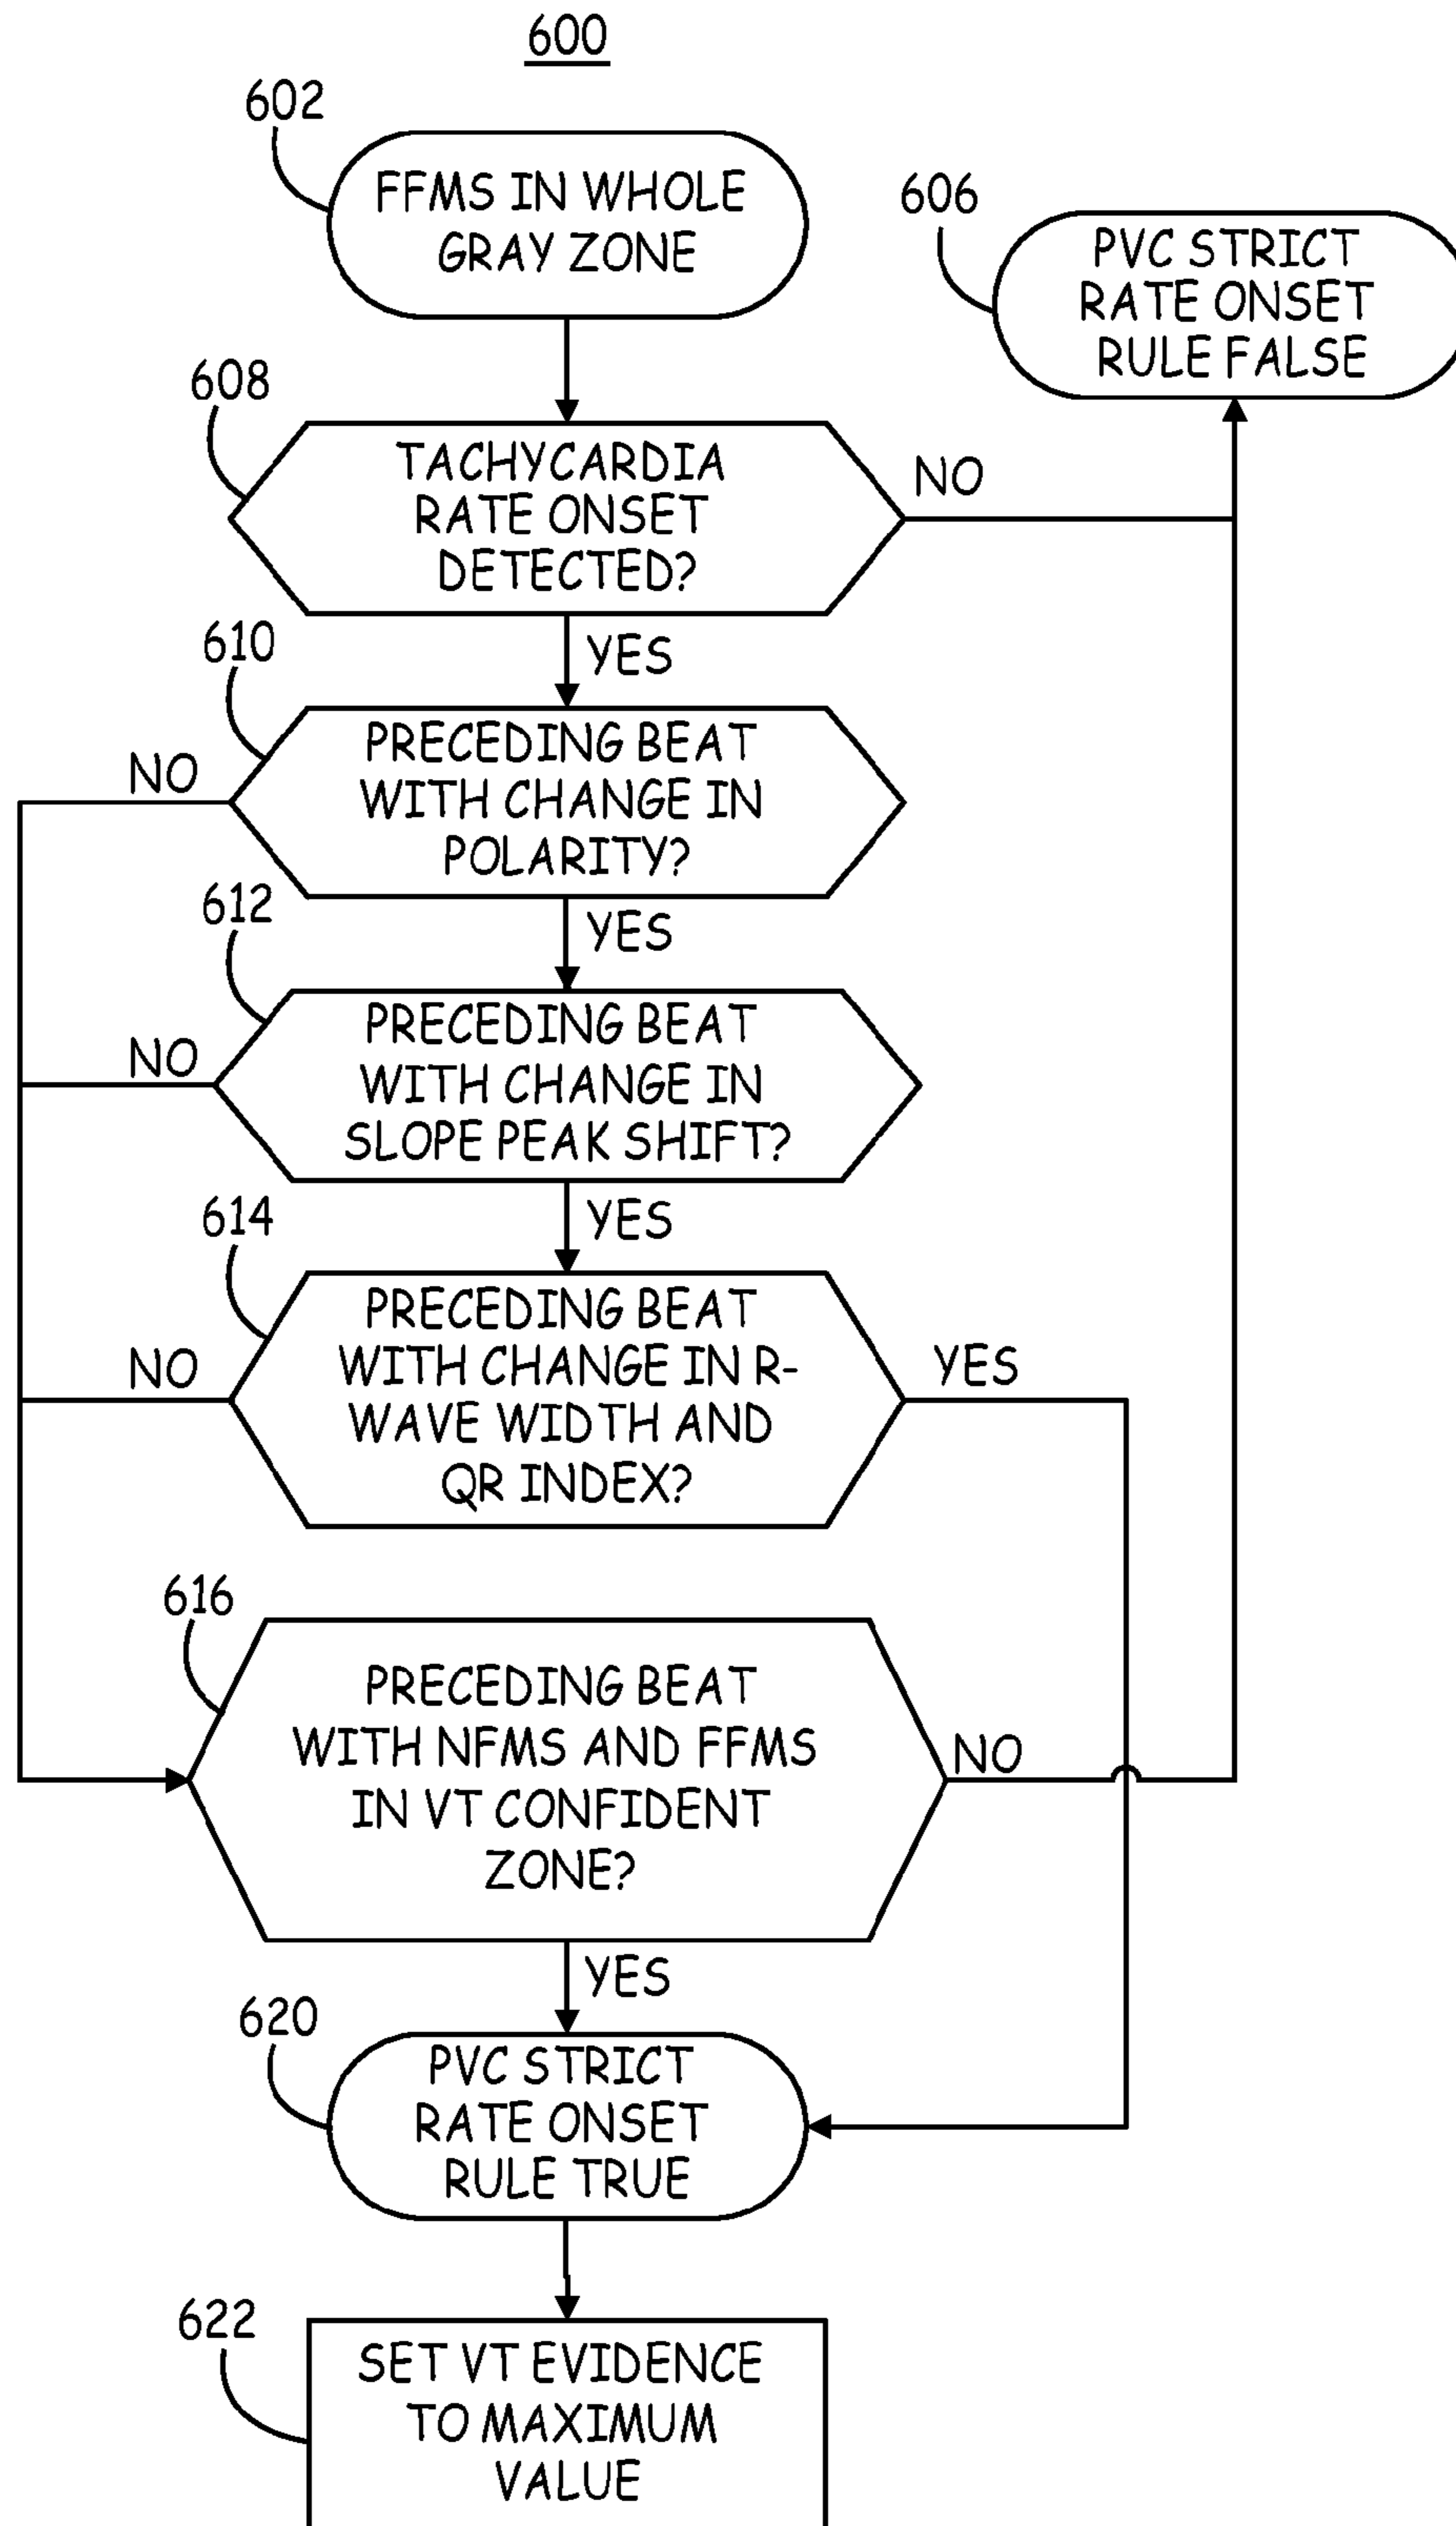 600
602
FFMS IN WHOLE
GRAY ZONE
606
PVC STRICT
RATE ONSET
RULE FALSE
608
TACHYCARDIA
RATE ONSET
DETECTED?
NO
YES
610
PRECEDING BEAT
WITH CHANGE IN
POLARITY?
NO
YES
612
PRECEDING BEAT
WITH CHANGE IN
SLOPE PEAK SHIFT?
NO
YES
614
PRECEDING BEAT
WITH CHANGE IN R-
WAVE WIDTH AND
QR INDEX?
NO
YES
616
PRECEDING BEAT
WITH NFMS AND FFMS
IN VT CONFIDENT
ZONE?
NO
YES
620
PVC STRICT
RATE ONSET
RULE TRUE
622
SET VT EVIDENCE
TO MAXIMUM
VALUE